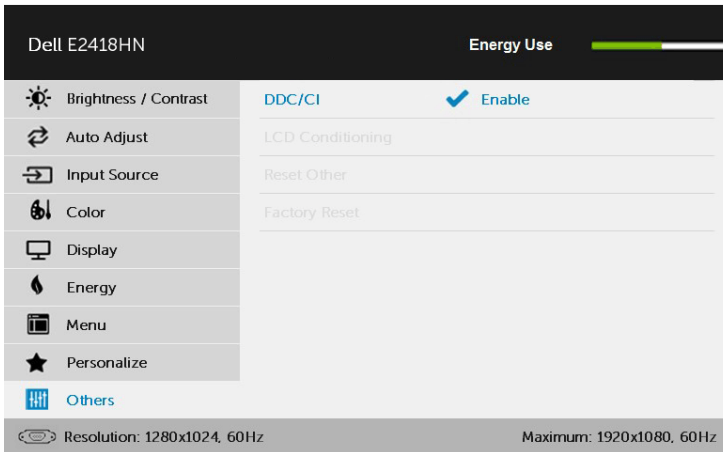 Dell E2418HN Energy Use
Brightness / Contrast DDC/CI Enable
Auto Adjust LCD Conditioning
Input Source Reset Other
Color Factory Reset
Display
Energy
Menu
Personalize
Others
Resolution: 1280x1024, 60Hz Maximum: 1920x1080, 60Hz